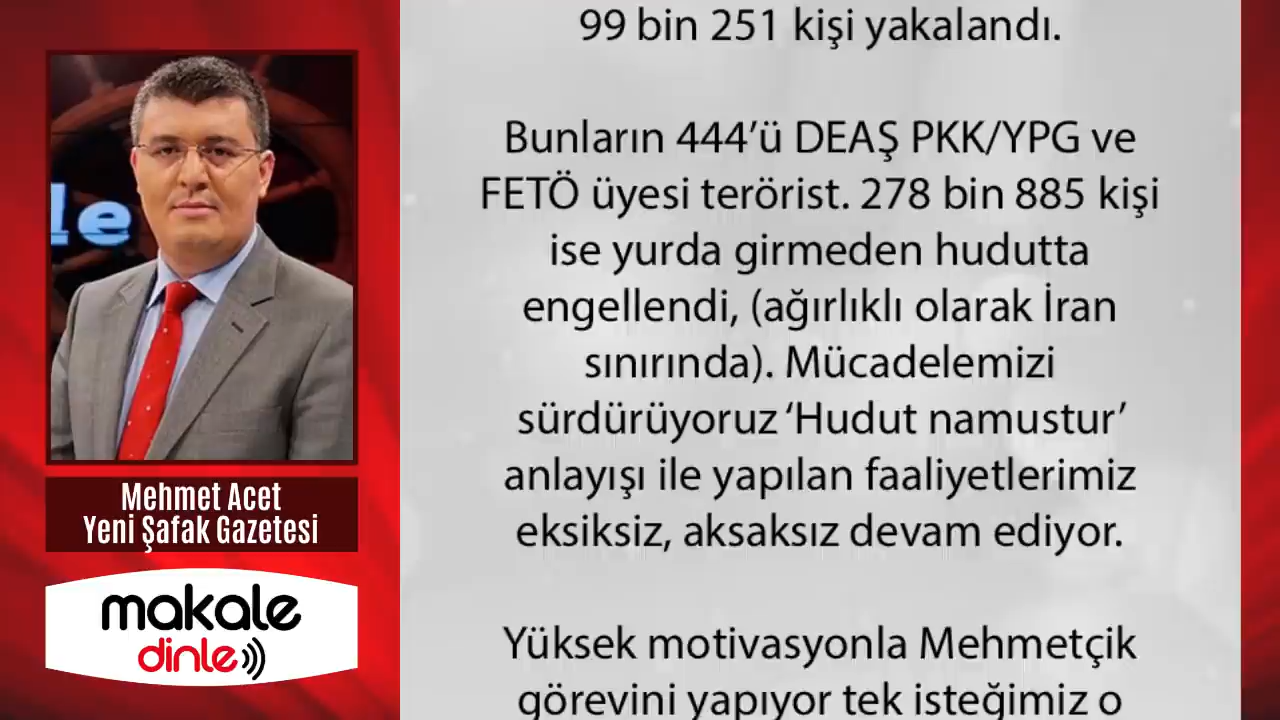 99 bin 251 kişi yakalandı.
Bunların 444’ü DEAŞ PKK/YPG ve
FETÖ üyesi terörist. 278 bin 885 kişi
ise yurda girmeden hudutta
engellendi, (ağırlıklı olarak İran
sınırında). Mücadelemizi
sürdürüyoruz ‘Hudut namustur’
anlayışı ile yapılan faaliyetlerimiz
eksiksiz, aksaksız devam ediyor.
Yüksek motivasyonla Mehmetçik
görevini yapıyor tek isteğimiz o
le
Mehmet Acet
Yeni Şafak Gazetesi
makale
dinle